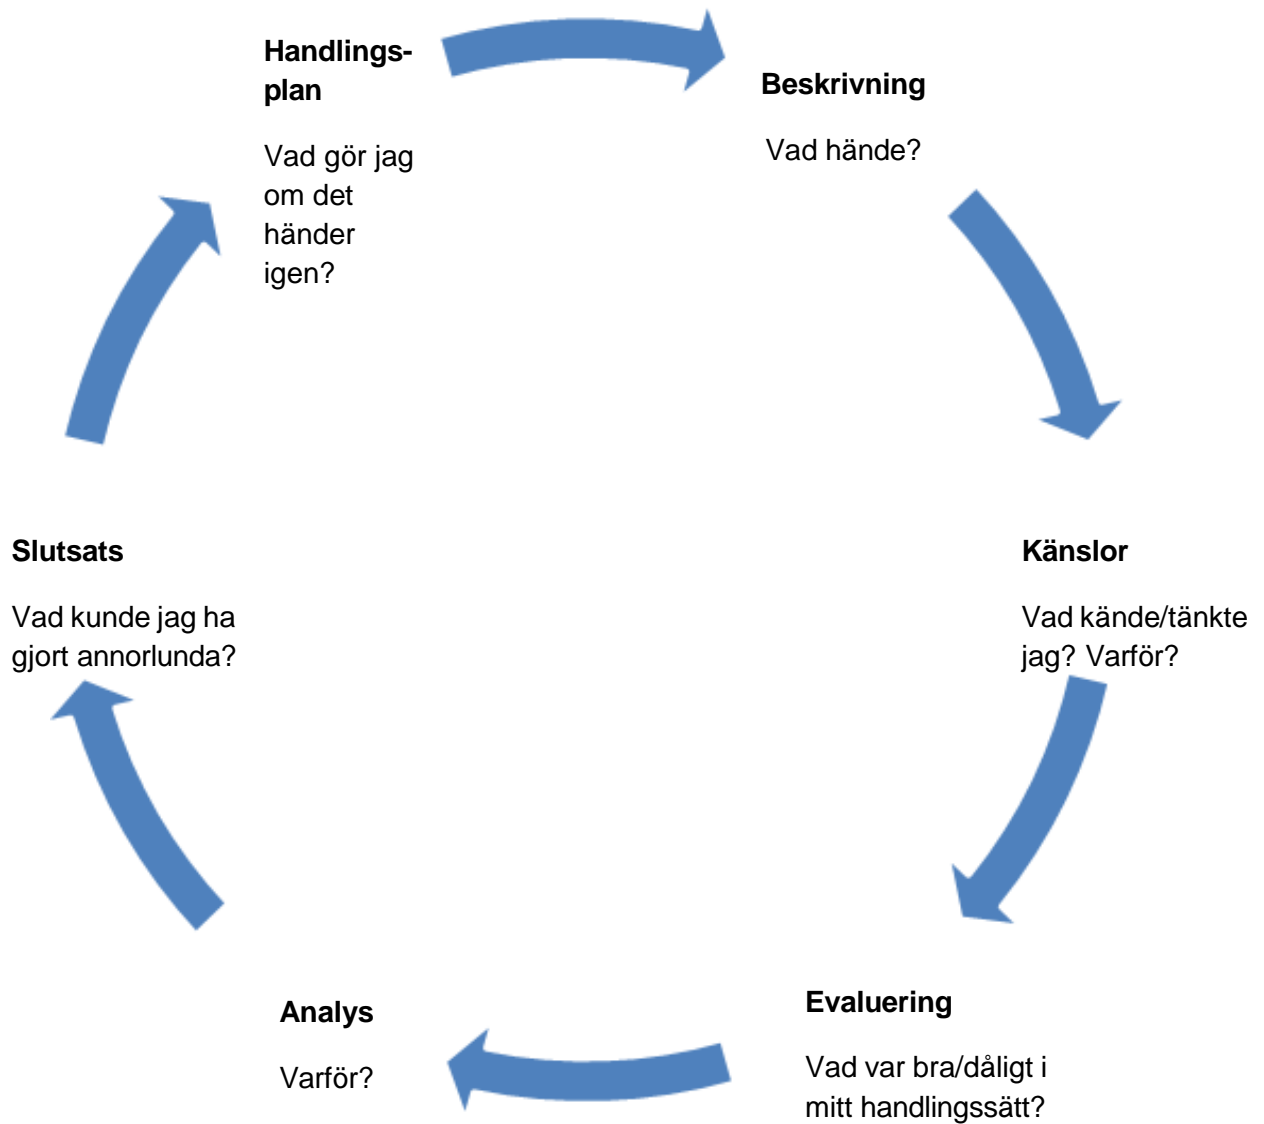 Handlings-
plan
Vad gör jag
om det
händer
igen?
Beskrivning
Vad hände?
Känslor
Vad kände/tänkte
jag? Varför?
Evaluering
Vad var bra/dåligt i
mitt handlingssätt?
Analys
Varför?
Slutsats
Vad kunde jag ha
gjort annorlunda?